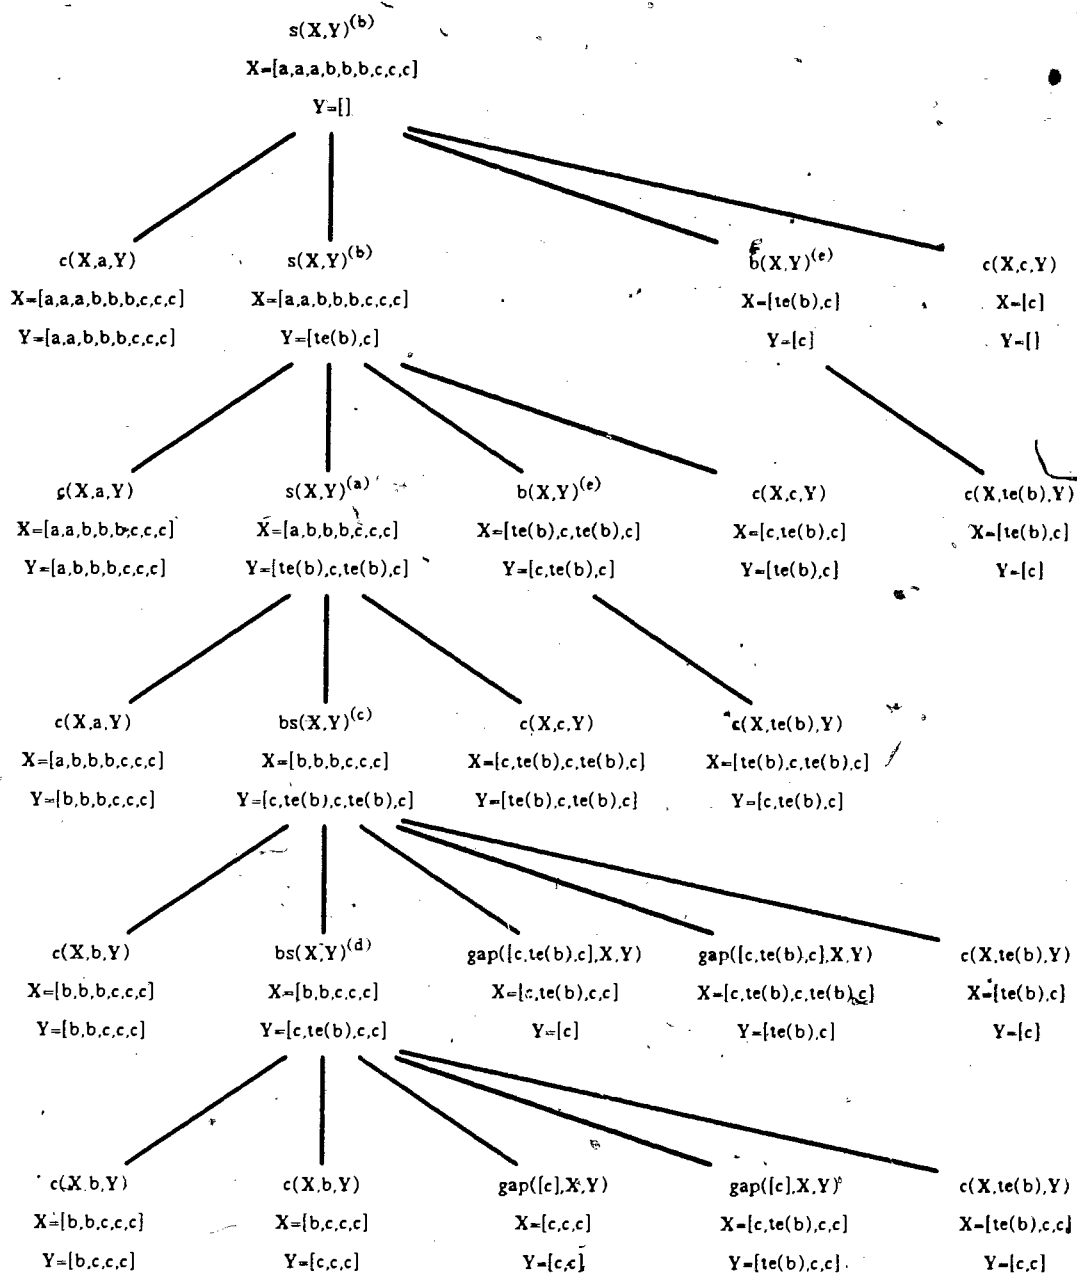 s(X,Y)(b)
X=[a,a,a,b,b,b,c,c,c]
Y=[]
c(X,a,Y) s(X,Y)(b) b(X,Y)(e) c(X,c,Y)
X=[a,a,a,b,b,b,c,c,c] X=[a,a,b,b,b,c,c,c] X=[te(b),c] X=[c]
Y=[a,a,b,b,b,c,c,c] Y=[te(b),c] Y=[c] Y=[]
c(X,a,Y) s(X,Y)(a) b(X,Y)(e) c(X,c,Y) c(X,te(b),Y)
X=[a,a,b,b,b,c,c,c] X=[a,b,b,b,c,c,c] X=[te(b),c,te(b),c] X=[c,te(b),c] X=[te(b),c]
Y=[a,b,b,b,c,c,c] Y=[te(b),c,te(b),c] Y=[c,te(b),c] Y=[te(b),c] Y=[c]
c(X,a,Y) bs(X,Y)(c) c(X,c,Y) c(X,te(b),Y)
X=[a,b,b,b,c,c,c] X=[b,b,b,c,c,c] X=[c,te(b),c,te(b),c] X=[te(b),c,te(b),c]
Y=[b,b,b,c,c,c] Y=[c,te(b),c,te(b),c] Y=[te(b),c,te(b),c] Y=[c,te(b),c]
c(X,b,Y) bs(X,Y)(d) gap([c,te(b),c],X,Y) gap([c,te(b),c],X,Y) c(X,te(b),Y)
X=[b,b,b,c,c,c] X=[b,b,c,c,c] X=[c,te(b),c,c] X=[c,te(b),c,te(b),c] X=[te(b),c]
Y=[b,b,c,c,c] Y=[c,te(b),c,c] Y=[c] Y=[te(b),c] Y=[c]
c(X,b,Y) c(X,b,Y) gap([c],X,Y) gap([c],X,Y) c(X,te(b),Y)
X=[b,b,c,c,c] X=[b,c,c,c] X=[c,c,c] X=[c,te(b),c,c] X=[te(b),c,c]
Y=[b,c,c,c] Y=[c,c,c] Y=[c,c] Y=[te(b),c,c] Y=[c,c]